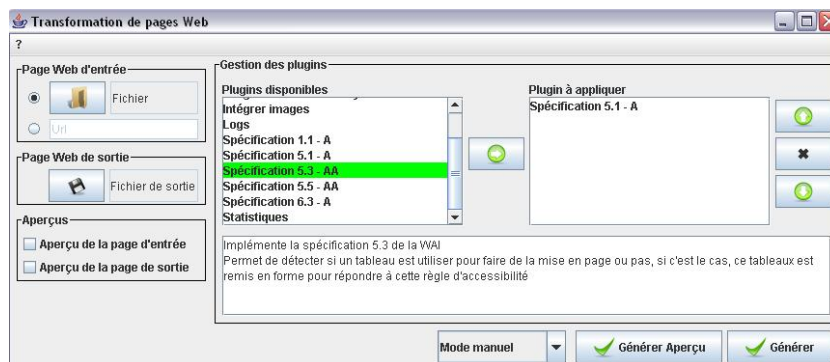 Transformation de pages Web
?
Page Web d'entrée
Fichier
Url
Page Web de sortie
Fichier de sortie
Aperçus
Aperçu de la page d'entrée
Aperçu de la page de sortie
Gestion des plugins
Plugins disponibles
Intégrer images
Logs
Spécification 1.1 - A
Spécification 5.1 - A
Spécification 5.3 - AA
Spécification 5.5 - AA
Spécification 6.3 - A
Statistiques
Plugin à appliquer
Spécification 5.1 - A
Implémente la spécification 5.3 de la WAI
Permet de détecter si un tableau est utiliser pour faire de la mise en page ou pas, si c'est le cas, ce tableaux est
remis en forme pour répondre à cette règle d'accessibilité
Mode manuel
Générer Aperçu
Générer